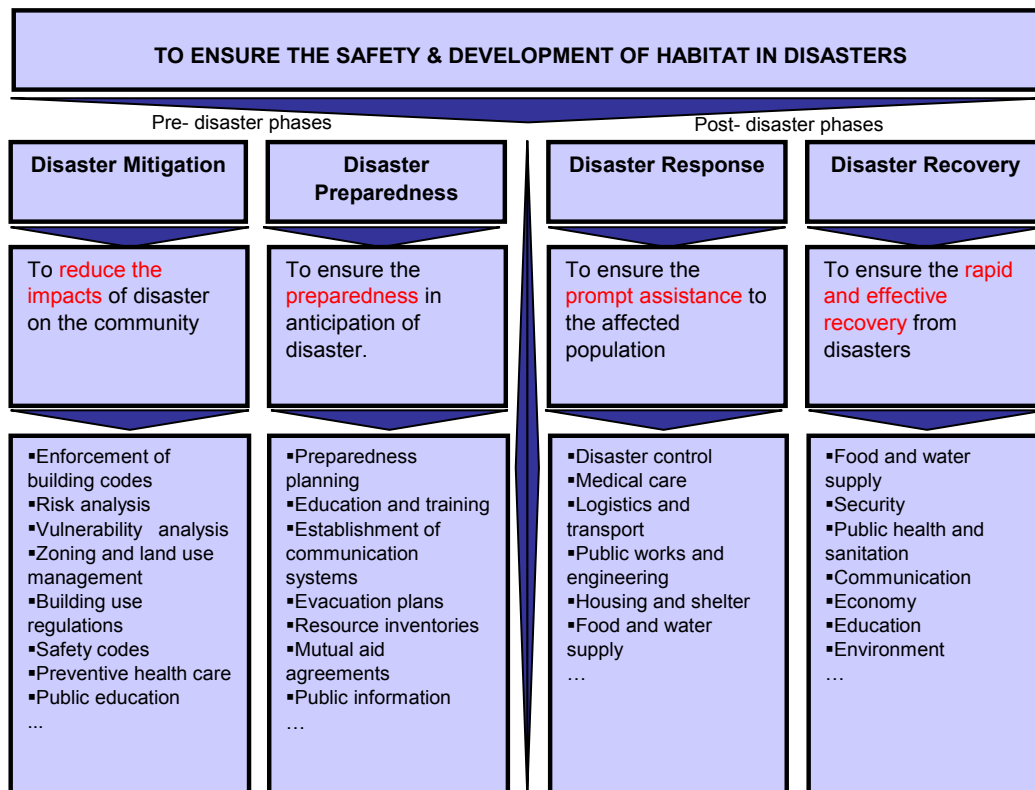 TO ENSURE THE SAFETY & DEVELOPMENT OF HABITAT IN DISASTERS
Pre- disaster phases
Post- disaster phases
Disaster Mitigation
To reduce the
impacts of disaster
on the community
▪Enforcement of
building codes
▪Risk analysis
▪Vulnerability analysis
▪Zoning and land use
management
▪Building use
regulations
▪Safety codes
▪Preventive health care
▪Public education
...
Disaster
Preparedness
To ensure the
preparedness in
anticipation of
disaster.
▪Preparedness
planning
▪Education and training
▪Establishment of
communication
systems
▪Evacuation plans
▪Resource inventories
▪Mutual aid
agreements
▪Public information
…
Disaster Response
To ensure the
prompt assistance to
the affected
population
▪Disaster control
▪Medical care
▪Logistics and
transport
▪Public works and
engineering
▪Housing and shelter
▪Food and water
supply
…
Disaster Recovery
To ensure the rapid
and effective
recovery from
disasters
▪Food and water
supply
▪Security
▪Public health and
sanitation
▪Communication
▪Economy
▪Education
▪Environment
…